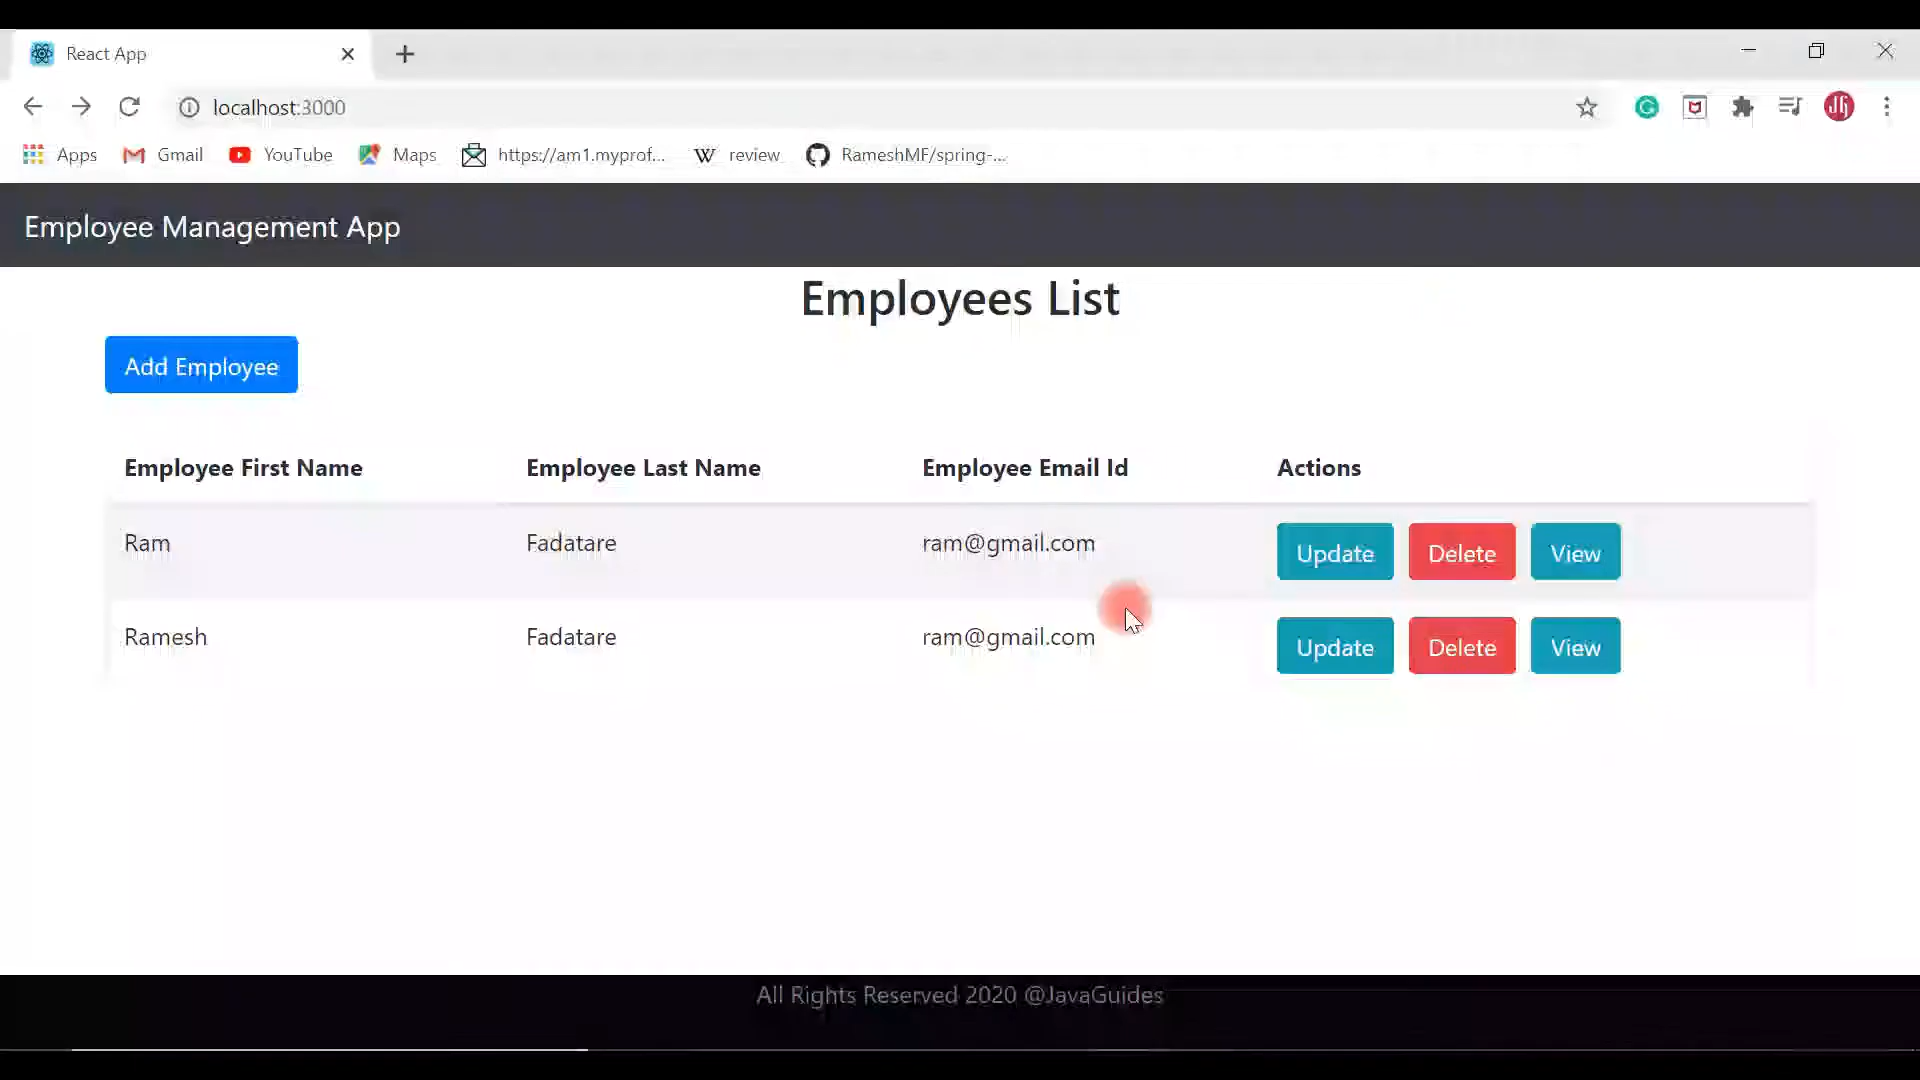 React App
localhost:3000
Apps Gmail YouTube Maps https://am1.myprof... W review RameshMF/spring-...
Employee Management App
Employees List
Add Employee
Employee First Name Employee Last Name Employee Email Id Actions
Ram Fadatare ram@gmail.com Update Delete View
Ramesh Fadatare ram@gmail.com Update Delete View
All Rights Reserved 2020 @JavaGuides